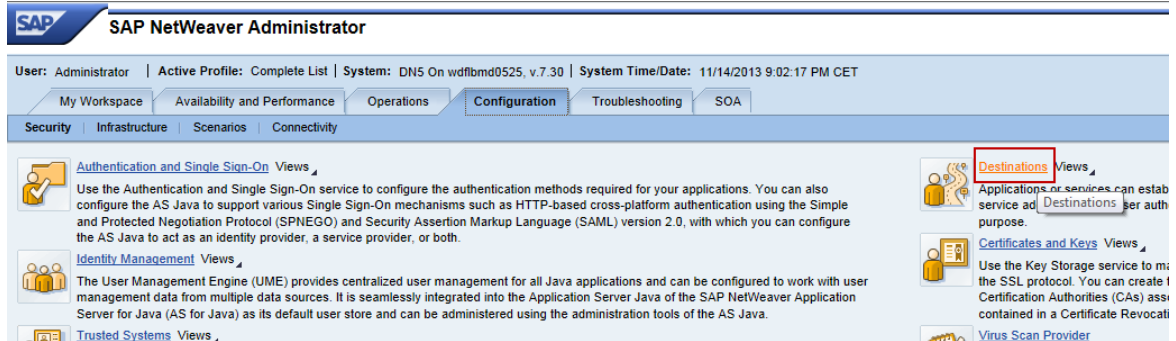 SAP
SAP NetWeaver Administrator
User: Administrator | Active Profile: Complete List | System: DN5 On wdflbmd0525, v.7.30 | System Time/Date: 11/14/2013 9:02:17 PM CET
My Workspace Availability and Performance Operations Configuration Troubleshooting SOA
Security | Infrastructure | Scenarios | Connectivity
Authentication and Single Sign-On Views
Use the Authentication and Single Sign-On service to configure the authentication methods required for your applications. You can also
configure the AS Java to support various Single Sign-On mechanisms such as HTTP-based cross-platform authentication using the Simple
and Protected Negotiation Protocol (SPNEGO) and Security Assertion Markup Language (SAML) version 2.0, with which you can configure
the AS Java to act as an identity provider, a service provider, or both.
Identity Management Views
The User Management Engine (UME) provides centralized user management for all Java applications and can be configured to work with user
management data from multiple data sources. It is seamlessly integrated into the Application Server Java of the SAP NetWeaver Application
Server for Java (AS for Java) as its default user store and can be administered using the administration tools of the AS Java.
Trusted Systems Views
Destinations Views
Applications or services can estab
service ad
Destinations
purpose.
Certificates and Keys Views
Use the Key Storage service to ma
the SSL protocol. You can create
Certification Authorities (CAs) asso
contained in a Certificate Revocati
Virus Scan Provider